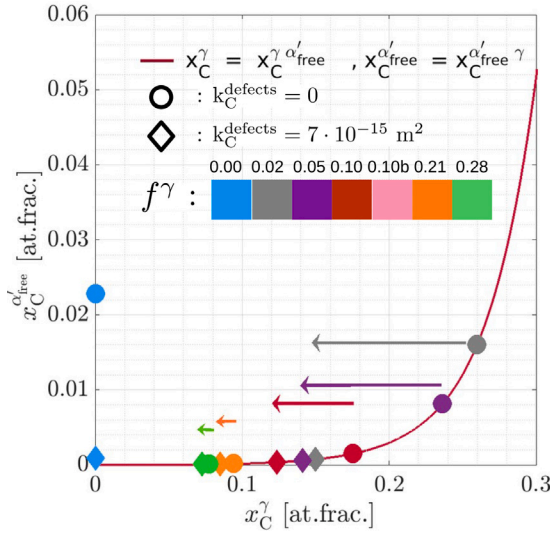 0.06
x_C^γ = x_C^{γ α′_free} , x_C^{α′_free} = x_C^{α′_free γ}
: k_C^defects = 0
: k_C^defects = 7 · 10^−15 m^2
0.00 0.02 0.05 0.10 0.10b 0.21 0.28
f^γ :
0.05
0.04
0.03
0.02
0.01
0
x_C^{α′_free} [at.frac.]
0 0.1 0.2 0.3
x_C^γ [at.frac.]